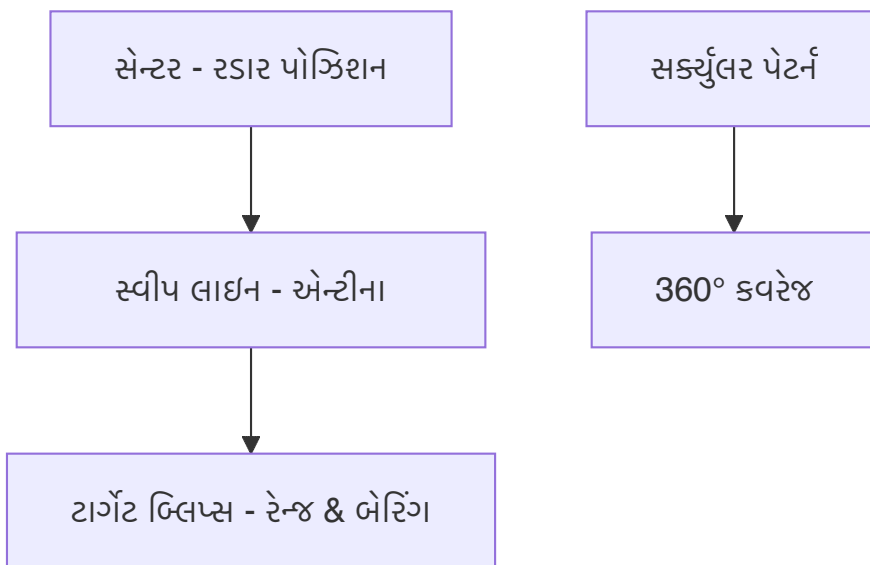 સેન્ટર - રડાર પોઝિશન
સર્ક્યુંલર પેટર્ન
સ્વીપ લાઇન - એન્ટીના
360° કવરેજ
ટાર્ગેટ બ્લિપ્સ - રેન્જ & બેરિંગ